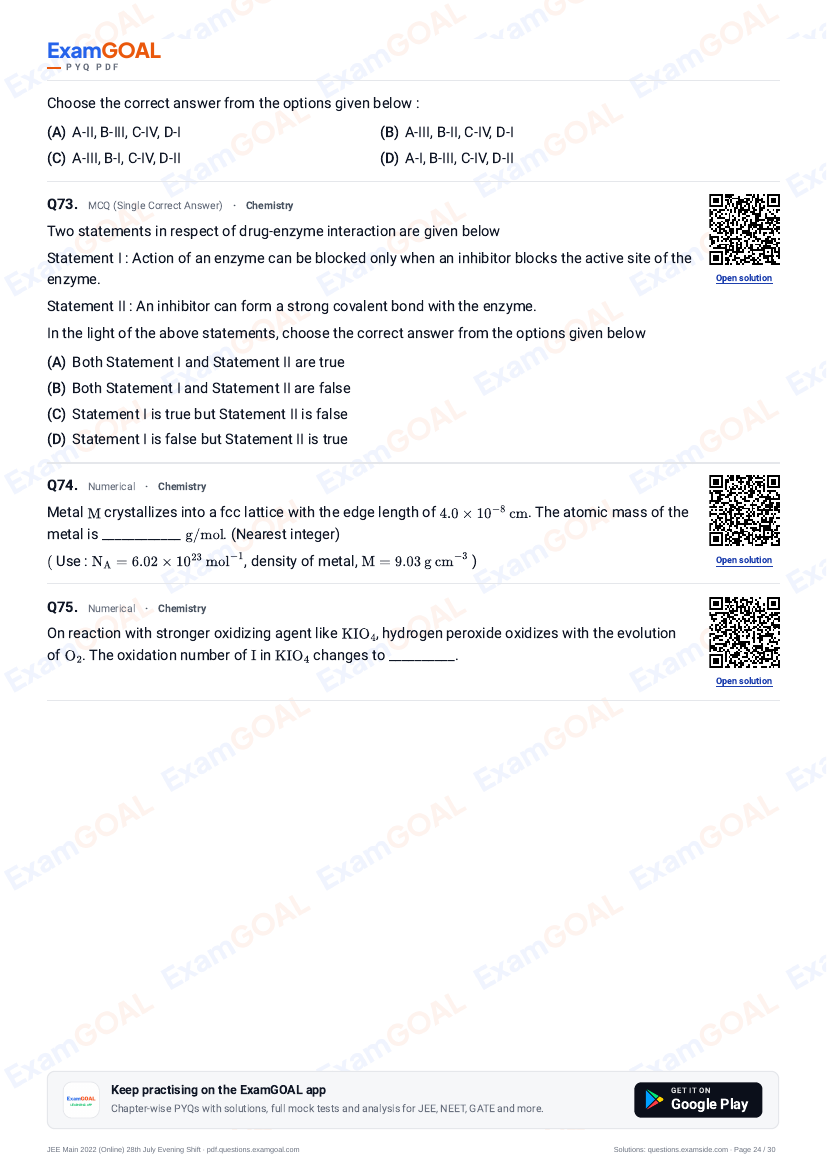 ExamGOAL
PYQ PDF
Choose the correct answer from the options given below :
(A) A-II, B-III, C-IV, D-I
(B) A-III, B-II, C-IV, D-I
(C) A-III, B-I, C-IV, D-II
(D) A-I, B-III, C-IV, D-II
Q73. MCQ (Single Correct Answer) · Chemistry
Two statements in respect of drug-enzyme interaction are given below
Statement I : Action of an enzyme can be blocked only when an inhibitor blocks the active site of the
enzyme.
Statement II : An inhibitor can form a strong covalent bond with the enzyme.
In the light of the above statements, choose the correct answer from the options given below
(A) Both Statement I and Statement II are true
(B) Both Statement I and Statement II are false
(C) Statement I is true but Statement II is false
(D) Statement I is false but Statement II is true
Open solution
Q74. Numerical · Chemistry
Metal M crystallizes into a fcc lattice with the edge length of 4.0 × 10⁻⁸ cm. The atomic mass of the
metal is ____________ g/mol. (Nearest integer)
( Use : N_A = 6.02 × 10²³ mol⁻¹, density of metal, M = 9.03 g cm⁻³ )
Open solution
Q75. Numerical · Chemistry
On reaction with stronger oxidizing agent like KIO₄, hydrogen peroxide oxidizes with the evolution
of O₂. The oxidation number of I in KIO₄ changes to __________.
Open solution
Keep practising on the ExamGOAL app
Chapter-wise PYQs with solutions, full mock tests and analysis for JEE, NEET, GATE and more.
GET IT ON
Google Play
JEE Main 2022 (Online) 28th July Evening Shift · pdf.questions.examgoal.com
Solutions: questions.examside.com · Page 24 / 30